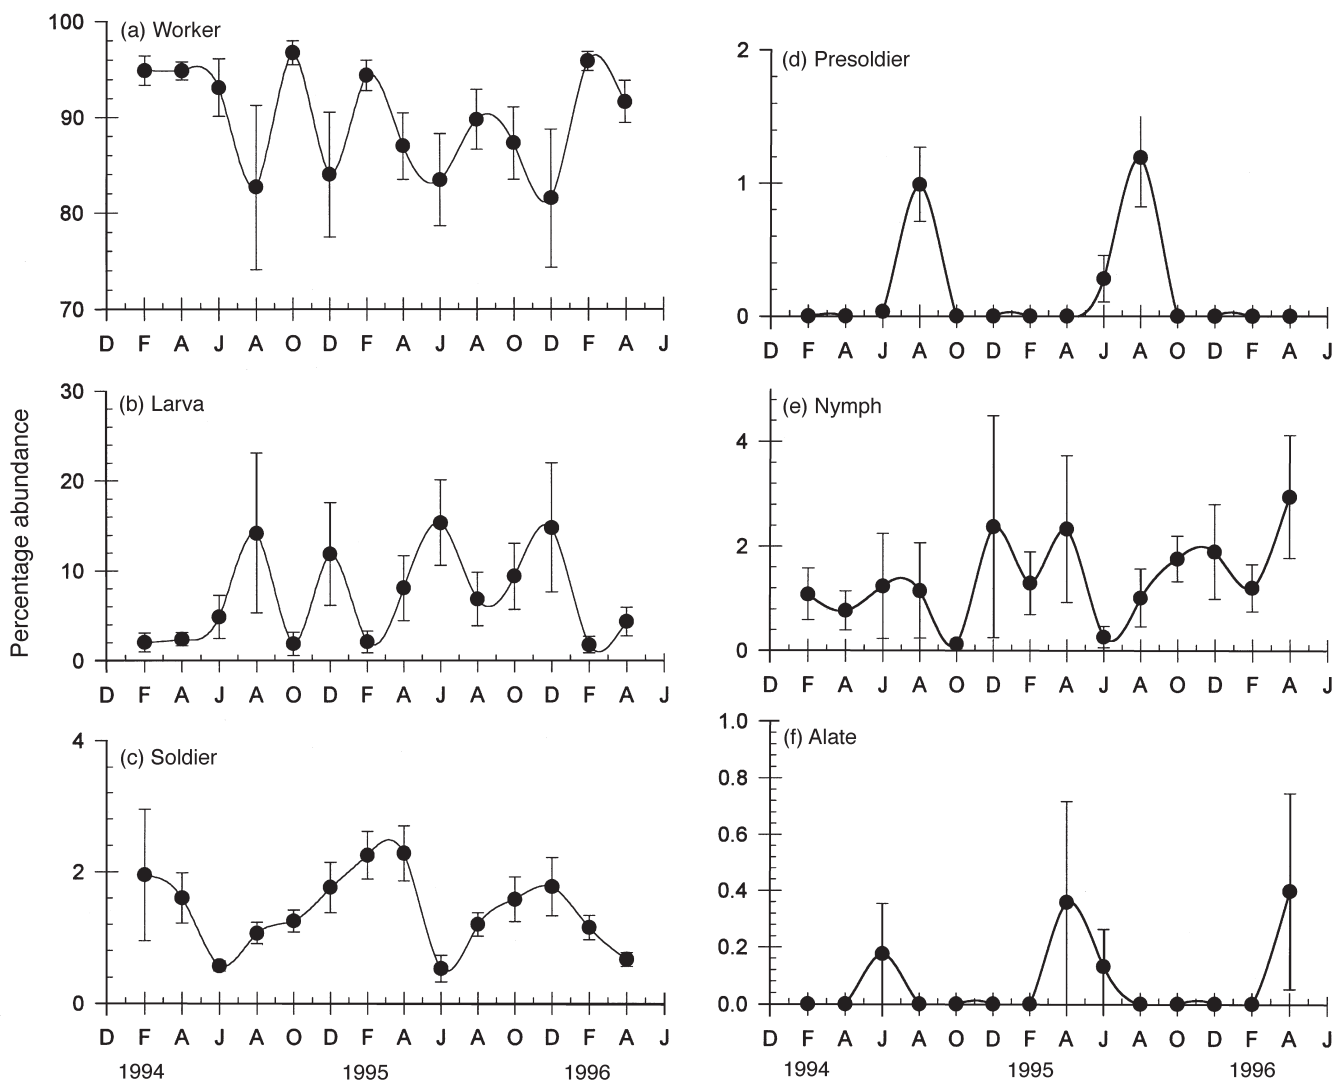 Percentage abundance
(a) Worker
100
90
80
70
D F A J A O D F A J A O D F A J
(b) Larva
30
20
10
0
D F A J A O D F A J A O D F A J
(c) Soldier
4
2
0
D F A J A O D F A J A O D F A J
1994 1995 1996
(d) Presoldier
2
1
0
D F A J A O D F A J A O D F A J
(e) Nymph
4
2
0
D F A J A O D F A J A O D F A J
(f) Alate
1.0
0.8
0.6
0.4
0.2
0.0
D F A J A O D F A J A O D F A J
1994 1995 1996